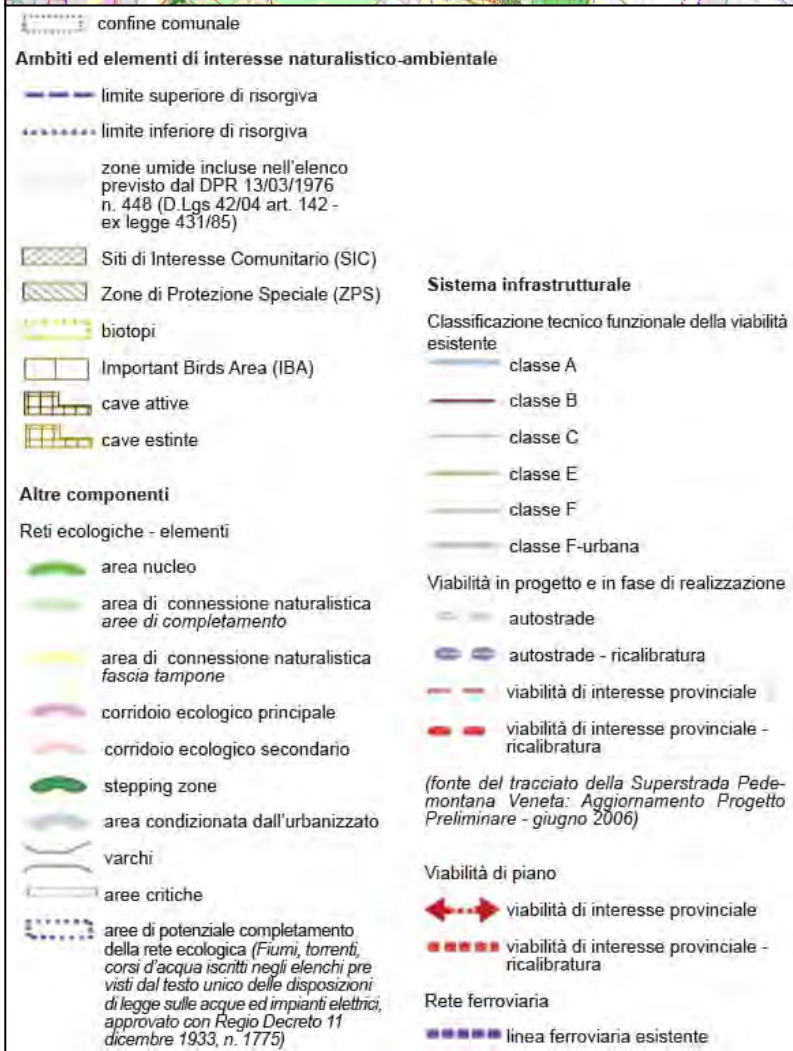 confine comunale
Ambiti ed elementi di interesse naturalistico-ambientale
limite superiore di risorgiva
limite inferiore di risorgiva
zone umide incluse nell'elenco
previsto dal DPR 13/03/1976
n. 448 (D.Lgs 42/04 art. 142 -
ex legge 431/85)
Siti di Interesse Comunitario (SIC)
Zone di Protezione Speciale (ZPS)
biotopi
Important Birds Area (IBA)
cave attive
cave estinte
Altre componenti
Reti ecologiche - elementi
area nucleo
area di connessione naturalistica
aree di completamento
area di connessione naturalistica
fascia tampone
corridoio ecologico principale
corridoio ecologico secondario
stepping zone
area condizionata dall'urbanizzato
varchi
aree critiche
aree di potenziale completamento
della rete ecologica (Fiumi, torrenti,
corsi d'acqua iscritti negli elenchi pre
visti dal testo unico delle disposizioni
di legge sulle acque ed impianti elettrici,
approvato con Regio Decreto 11
dicembre 1933, n. 1775)
Sistema infrastrutturale
Classificazione tecnico funzionale della viabilità
esistente
classe A
classe B
classe C
classe E
classe F
classe F-urbana
Viabilità in progetto e in fase di realizzazione
autostrade
autostrade - ricalibratura
viabilità di interesse provinciale
viabilità di interesse provinciale -
ricalibratura
(fonte del tracciato della Superstrada Pede-
montana Veneta: Aggiornamento Progetto
Preliminare - giugno 2006)
Viabilità di piano
viabilità di interesse provinciale
viabilità di interesse provinciale -
ricalibratura
Rete ferroviaria
linea ferroviaria esistente